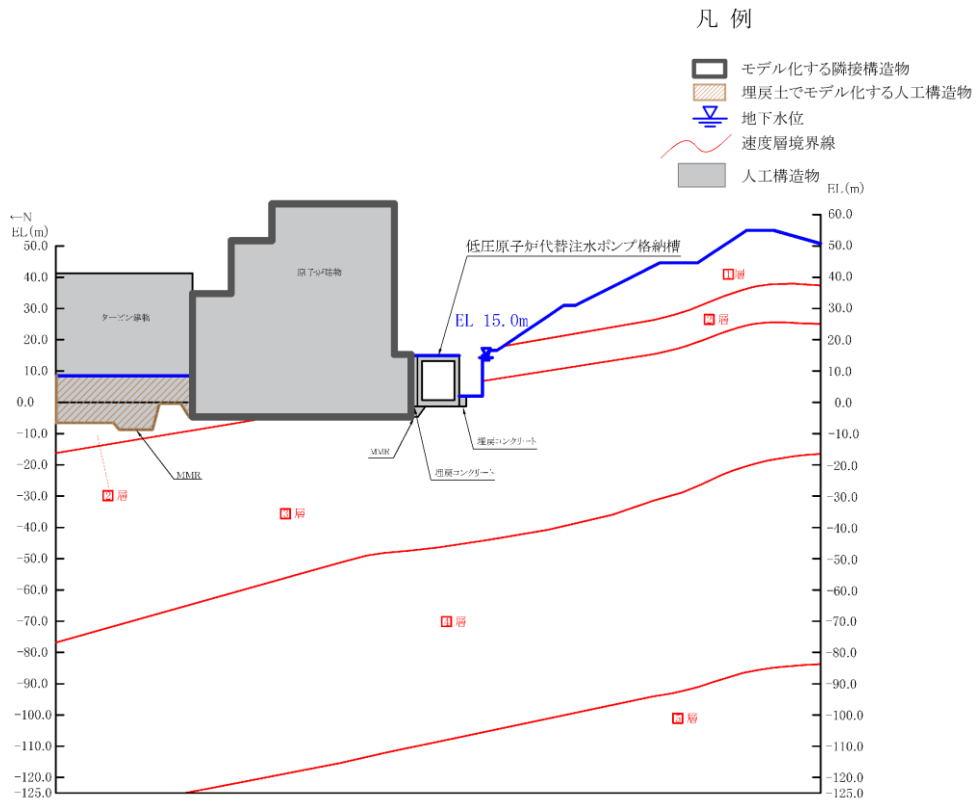 凡 例
モデル化する隣接構造物
埋戻土でモデル化する人工構造物
地下水位
速度層境界線
人工構造物
←N
EL(m)
50.0
40.0
30.0
20.0
10.0
0.0
-10.0
-20.0
-30.0
-40.0
-50.0
-60.0
-70.0
-80.0
-90.0
-100.0
-110.0
-120.0
-125.0
EL(m)
60.0
50.0
40.0
30.0
20.0
10.0
0.0
-10.0
-20.0
-30.0
-40.0
-50.0
-60.0
-70.0
-80.0
-90.0
-100.0
-110.0
-120.0
-125.0
タービン建物
原子炉建物
低圧原子炉代替注水ポンプ格納槽
EL 15.0m
1層
2層
埋戻コンクリート
MMR
埋戻コンクリート
MMR
2 層
3 層
4 層
5 層